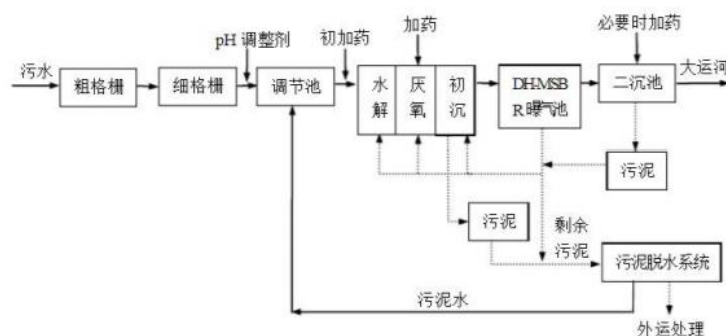 必要时加药
pH 调整剂
初加药
加药
污水
大运河
粗格栅
细格栅
调节池
水解
厌氧
初沉
DH-MSB
R 曝气池
二沉池
污泥
污泥
剩余
污泥
污泥脱水系统
污泥水
外运处理